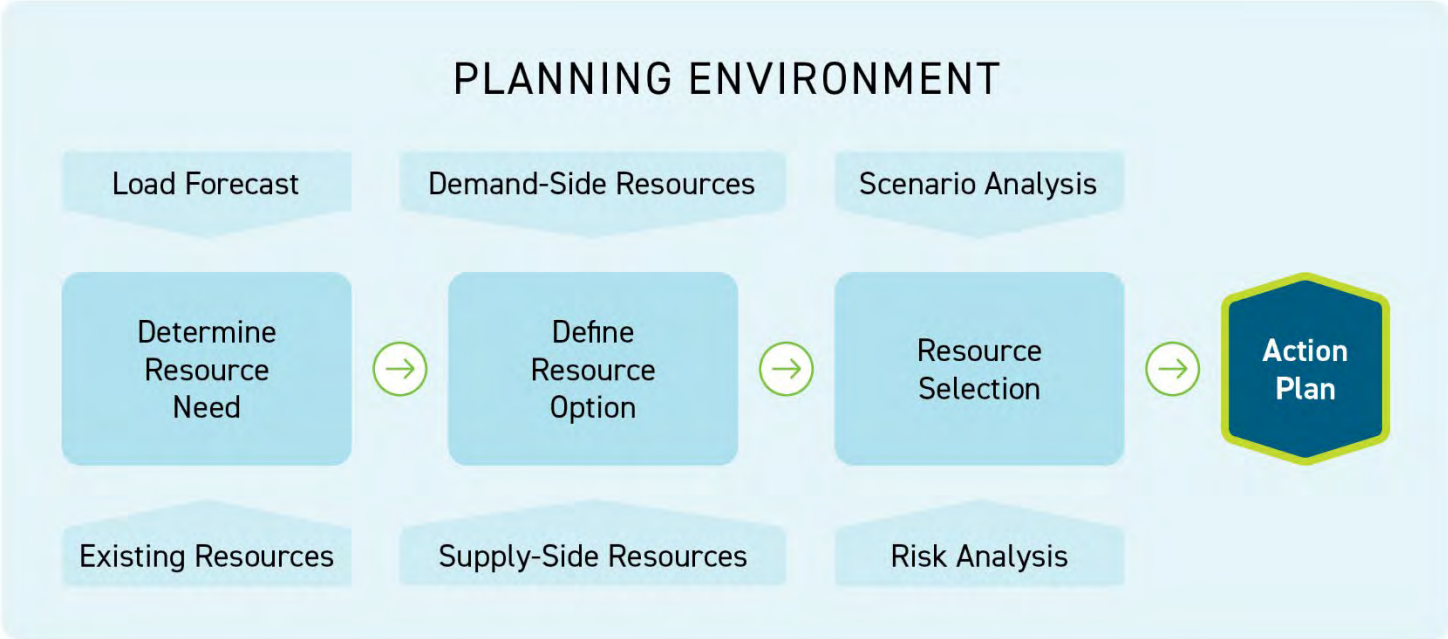 PLANNING ENVIRONMENT
Load Forecast
Demand-Side Resources
Scenario Analysis
Determine
Resource
Need
Define
Resource
Option
Resource
Selection
Action
Plan
Existing Resources
Supply-Side Resources
Risk Analysis